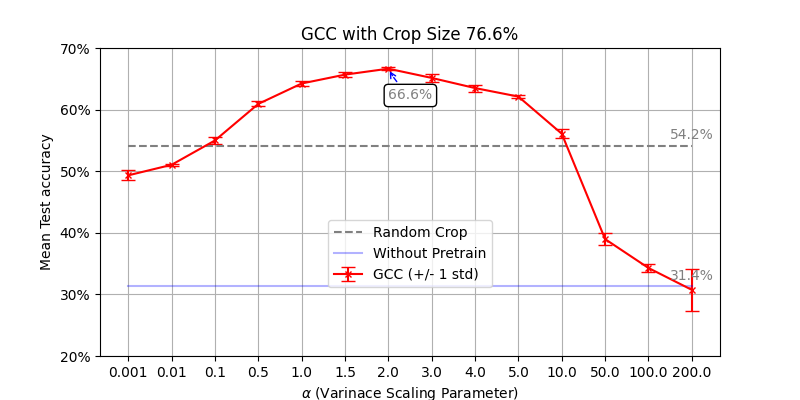 GCC with Crop Size 76.6%
70%
60%
50%
40%
30%
20%
Mean Test accuracy
66.6%
54.2%
31.4%
Random Crop
Without Pretrain
GCC (+/- 1 std)
0.001 0.01 0.1 0.5 1.0 1.5 2.0 3.0 4.0 5.0 10.0 50.0 100.0 200.0
α (Varinace Scaling Parameter)